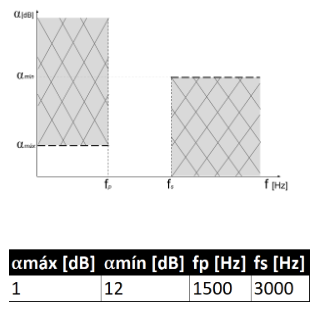 α[dB]
αmín
αmáx
fₚ fₛ f [Hz]
αmáx [dB] αmín [dB] fp [Hz] fs [Hz]
1 12 1500 3000